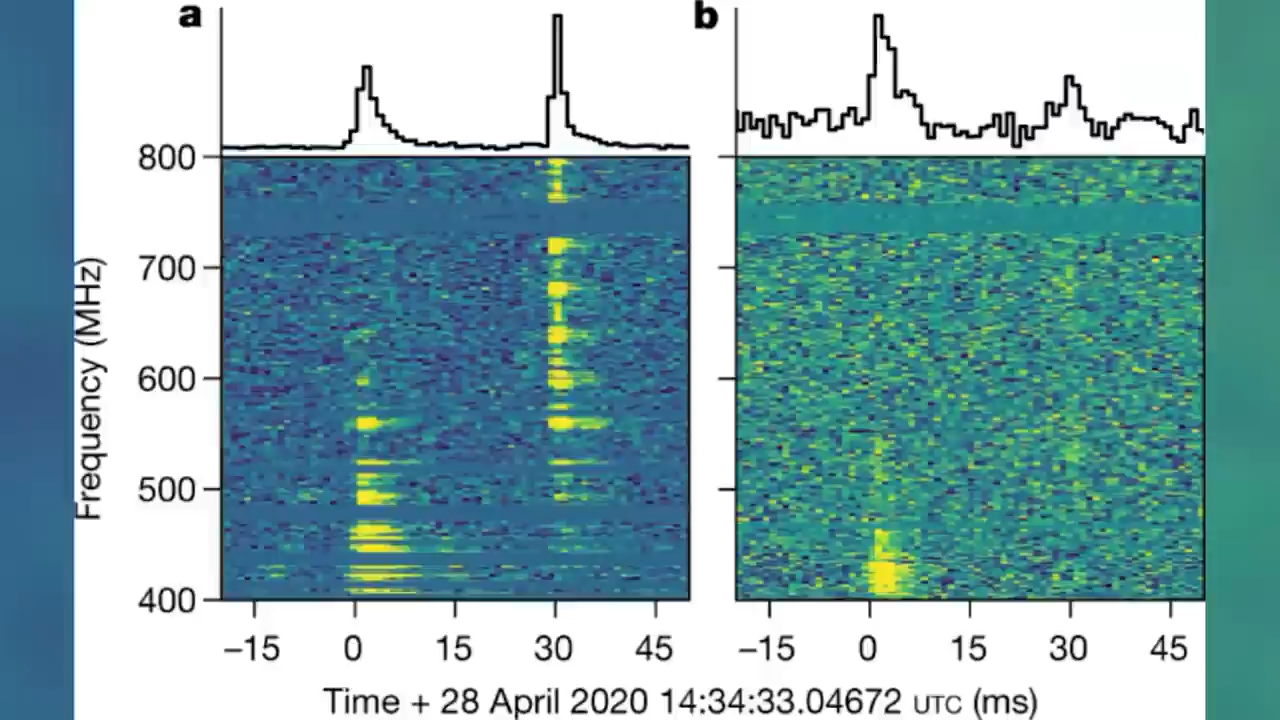 a
b
800
700
600
500
400
Frequency (MHz)
−15 0 15 30 45
−15 0 15 30 45
Time + 28 April 2020 14:34:33.04672 UTC (ms)